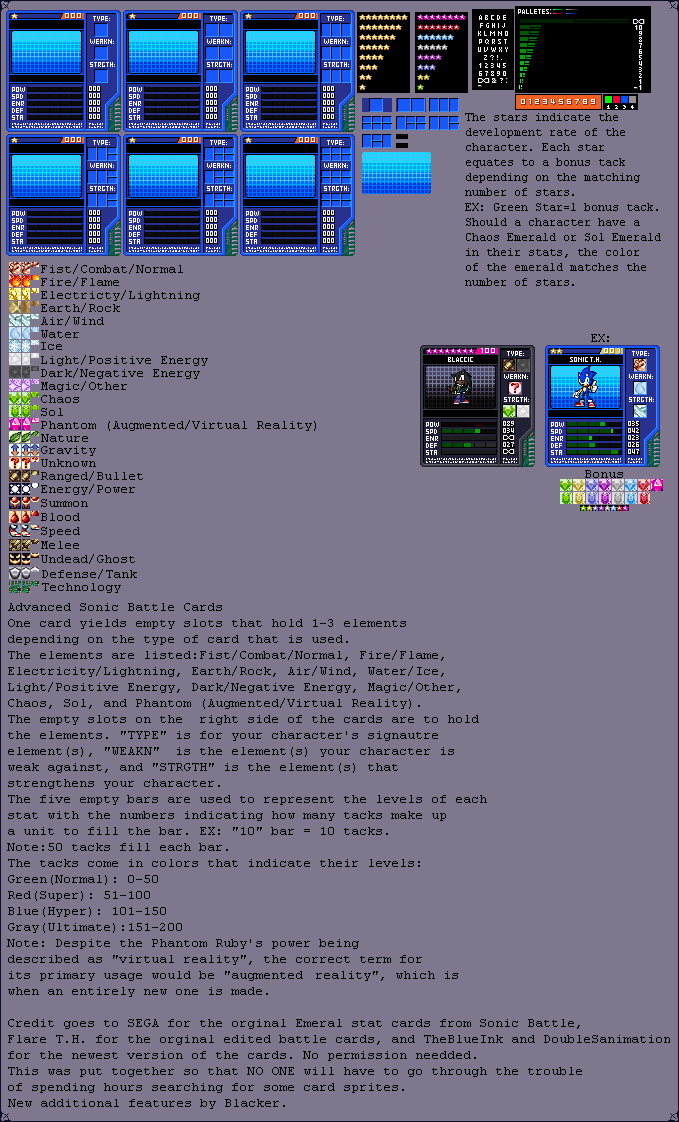 000 TYPE: WEAKN: STRGTH: POW 000 SPD 000 ENR 000 DEF 000 STA 000
000 TYPE: WEAKN: STRGTH: POW 000 SPD 000 ENR 000 DEF 000 STA 000
000 TYPE: WEAKN: STRGTH: POW 000 SPD 000 ENR 000 DEF 000 STA 000
000 TYPE: WEAKN: STRGTH: POW 000 SPD 000 ENR 000 DEF 000 STA 000
000 TYPE: WEAKN: STRGTH: POW 000 SPD 000 ENR 000 DEF 000 STA 000
000 TYPE: WEAKN: STRGTH: POW 000 SPD 000 ENR 000 DEF 000 STA 000
ABCDE
FGHIJ
KLMNO
PQRST
UVWXY
Z?!.
12345
67890
PALLETES:
10
9
8
7
6
5
4
3
2
1
-1
0123456789
1 2 3 4
The stars indicate the
development rate of the
character. Each star
equates to a bonus tack
depending on the matching
number of stars.
EX: Green Star=1 bonus tack.
Should a character have a
Chaos Emerald or Sol Emerald
in their stats, the color
of the emerald matches the
number of stars.
Fist/Combat/Normal
Fire/Flame
Electricty/Lightning
Earth/Rock
Air/Wind
Water
Ice
Light/Positive Energy
Dark/Negative Energy
Magic/Other
Chaos
Sol
Phantom (Augmented/Virtual Reality)
Nature
Gravity
Unknown
Ranged/Bullet
Energy/Power
Summon
Blood
Speed
Melee
Undead/Ghost
Defense/Tank
Technology
EX:
100
BLACCIC
TYPE:
WEAKN:
STRGTH:
POW 029
SPD 034
ENR ∞
DEF 027
STA ∞
SONIC T.H.
TYPE:
WEAKN:
STRGTH:
POW 035
SPD 042
ENR 023
DEF 026
STA 047
Bonus
Advanced Sonic Battle Cards
One card yields empty slots that hold 1-3 elements
depending on the type of card that is used.
The elements are listed:Fist/Combat/Normal, Fire/Flame,
Electricity/Lightning, Earth/Rock, Air/Wind, Water/Ice,
Light/Positive Energy, Dark/Negative Energy, Magic/Other,
Chaos, Sol, and Phantom (Augmented/Virtual Reality).
The empty slots on the  right side of the cards are to hold
the elements. "TYPE" is for your character's signautre
element(s), "WEAKN"  is the element(s) your character is
weak against, and "STRGTH" is the element(s) that
strengthens your character.
The five empty bars are used to represent the levels of each
stat with the numbers indicating how many tacks make up
a unit to fill the bar. EX: "10" bar = 10 tacks.
Note:50 tacks fill each bar.
The tacks come in colors that indicate their levels:
Green(Normal): 0-50
Red(Super): 51-100
Blue(Hyper): 101-150
Gray(Ultimate):151-200
Note: Despite the Phantom Ruby's power being
described as "virtual reality", the correct term for
its primary usage would be "augmented reality", which is
when an entirely new one is made.
Credit goes to SEGA for the orginal Emeral stat cards from Sonic Battle,
Flare T.H. for the orginal edited battle cards, and TheBlueInk and DoubleSanimation
for the newest version of the cards. No permission needded.
This was put together so that NO ONE will have to go through the trouble
of spending hours searching for some card sprites.
New additional features by Blacker.